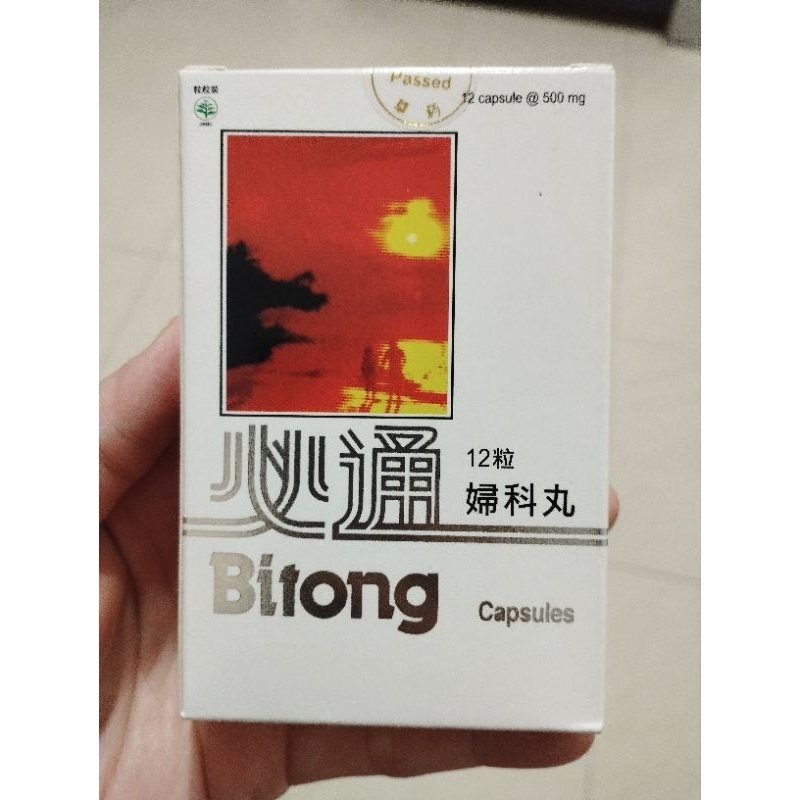 Passed
12 capsule @ 500 mg
必通
12粒
婦科丸
Bitong
Capsules